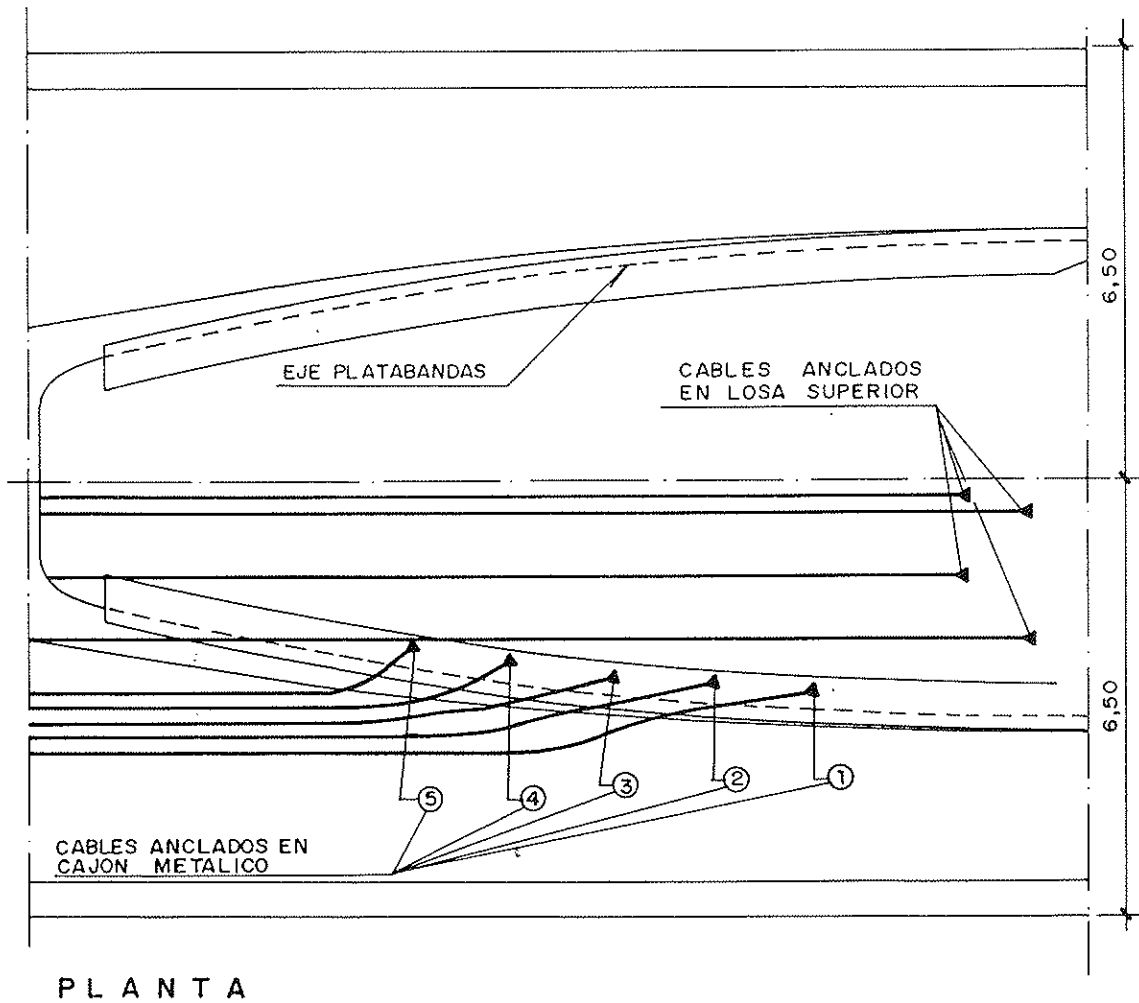 6,50
EJE PLATABANDAS
CABLES ANCLADOS
EN LOSA SUPERIOR
6,50
5
4
3
2
1
CABLES ANCLADOS EN
CAJON METALICO
PLANTA